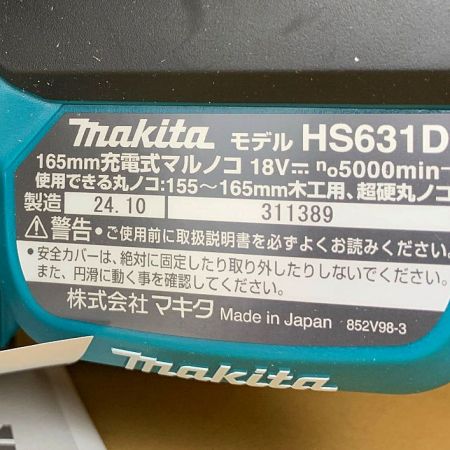 makita モデル HS631D
165mm充電式マルノコ 18V⎓ n₀5000min⁻
使用できる丸ノコ:155～165mm木工用、超硬丸ノコ
製造 24.10 311389
⚠警告・ご使用前に取扱説明書を必ずよくお読みください。
・安全カバーは、絶対に固定したり取り外したりしないでください。
また、円滑に動く事を確認してください。
株式会社マキタ Made in Japan 852V98-3
makita